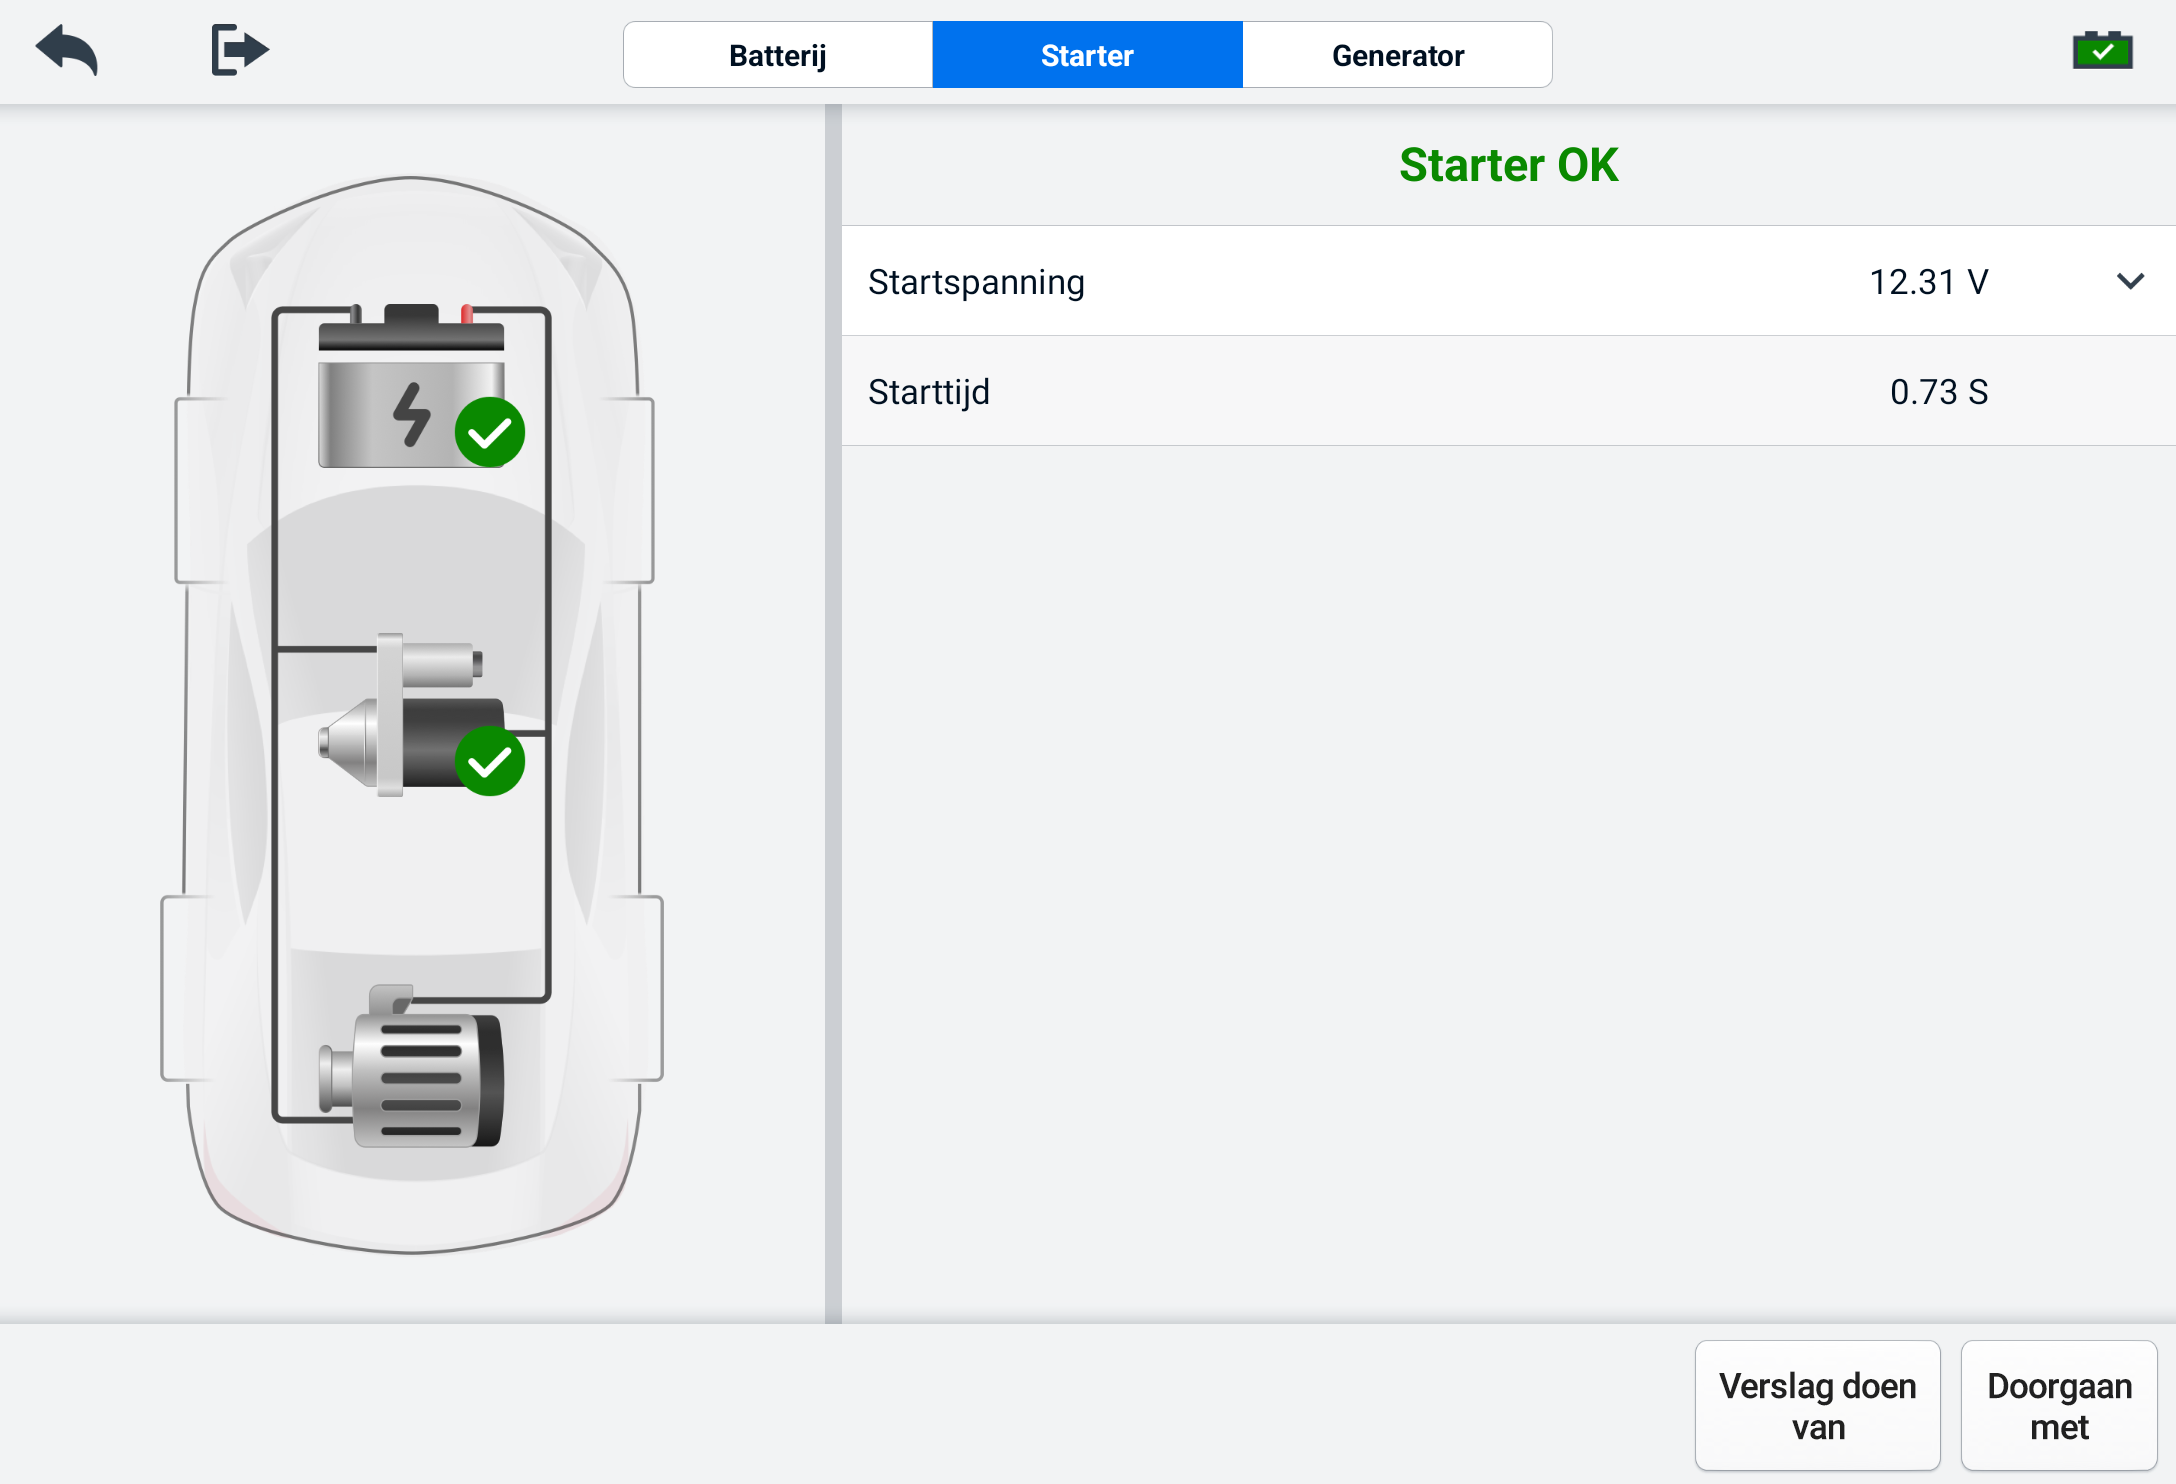 Batterij Starter Generator
Starter OK
Startspanning 12.31 V
Starttijd 0.73 S
Verslag doen
van
Doorgaan
met